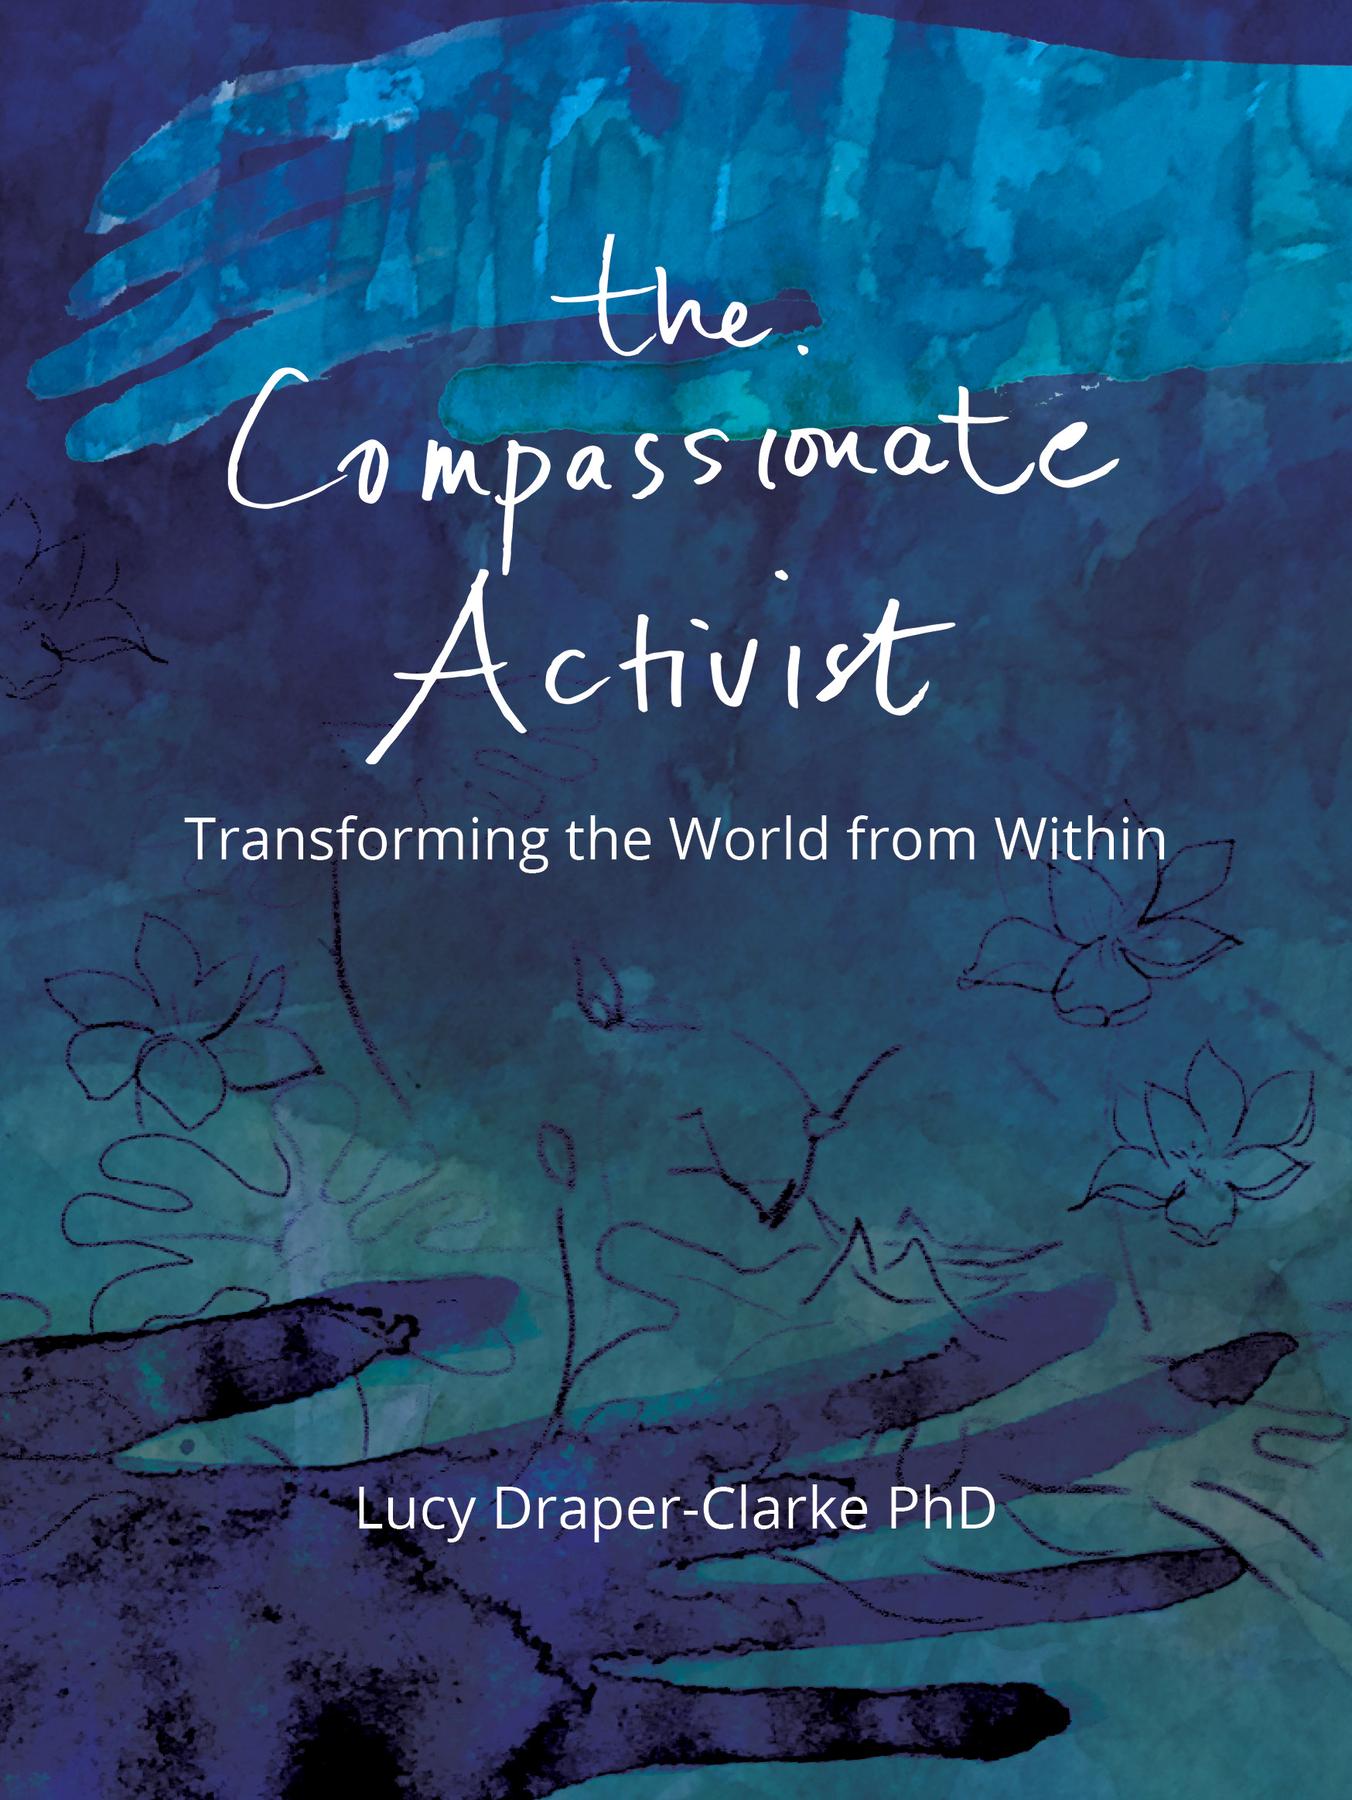 the
Compassionate
Activist
Transforming the World from Within
Lucy Draper-Clarke PhD